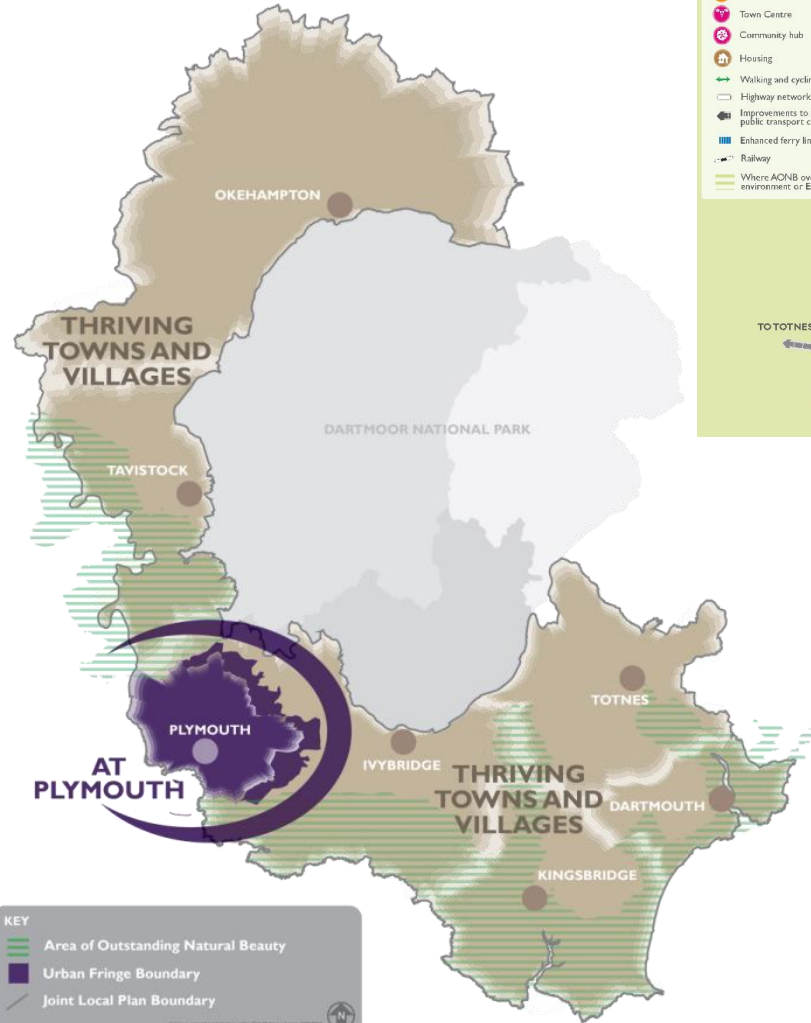 OKEHAMPTON
THRIVING
TOWNS AND
VILLAGES
DARTMOOR NATIONAL PARK
TAVISTOCK
PLYMOUTH
AT
PLYMOUTH
IVYBRIDGE
TOTNES
THRIVING
TOWNS AND
VILLAGES
DARTMOUTH
KINGSBRIDGE
KEY
Area of Outstanding Natural Beauty
Urban Fringe Boundary
Joint Local Plan Boundary
N
Town Centre
Community hub
Housing
Walking and cyclin
Highway network
Improvements to
public transport c
Enhanced ferry lin
Railway
Where AONB ov
environment or E
TO TOTNES